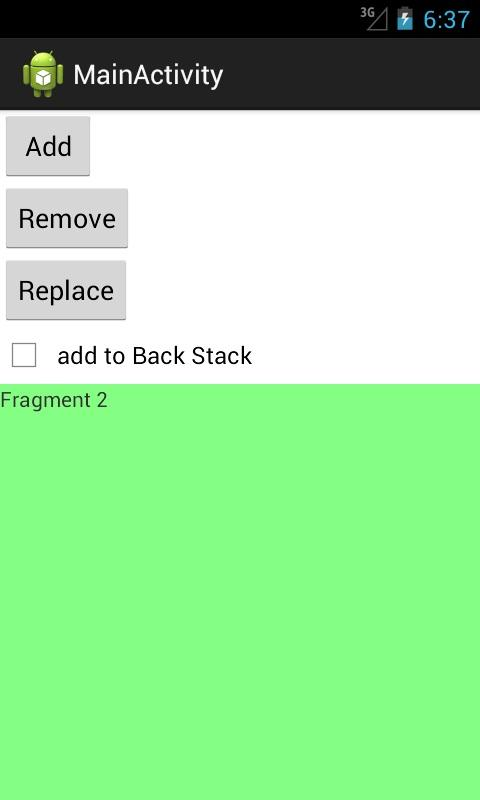 3G 6:37
MainActivity
Add
Remove
Replace
add to Back Stack
Fragment 2